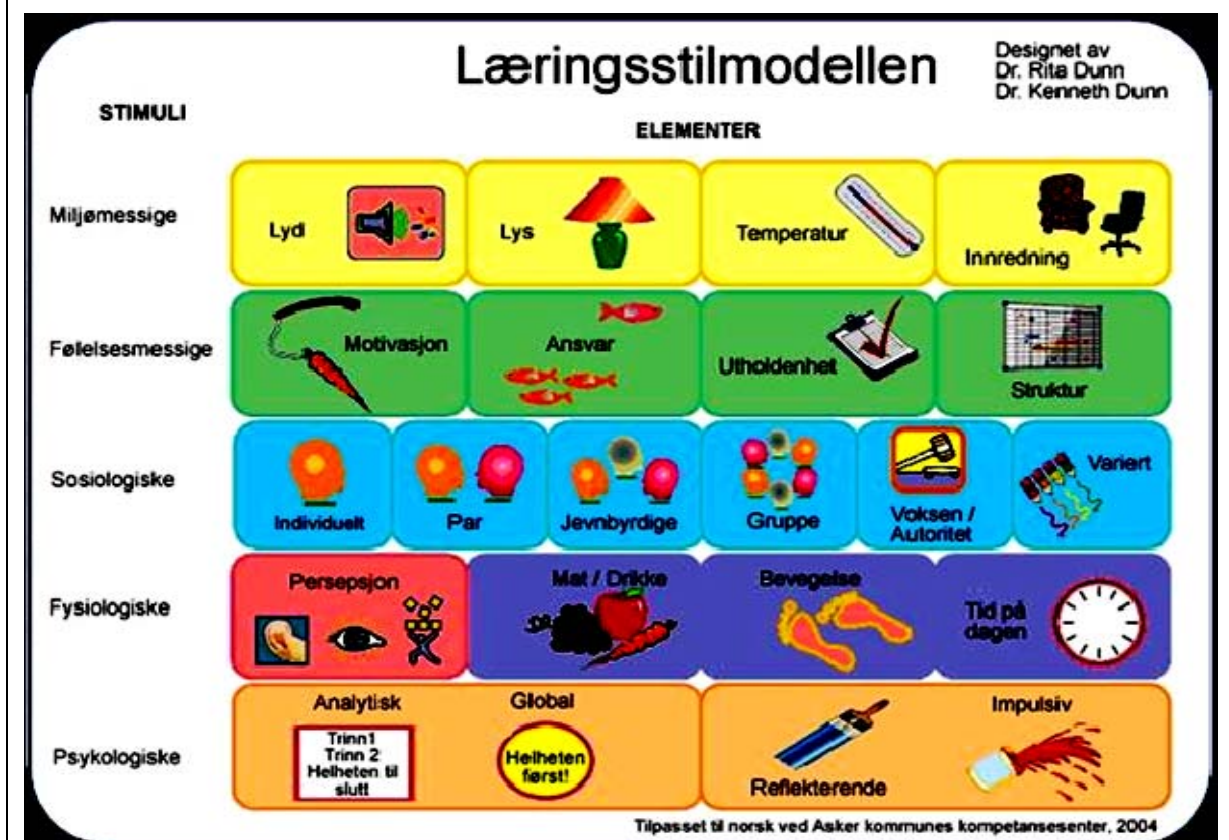 Læringsstilmodellen
Designet av
Dr. Rita Dunn
Dr. Kenneth Dunn
STIMULI
ELEMENTER
Miljømessige
Lyd
Lys
Temperatur
Innredning
Følelsesmessige
Motivasjon
Ansvar
Utholdenhet
Struktur
Sosiologiske
Individuelt
Par
Jevnbyrdige
Gruppe
Voksen /
Autoritet
Variert
Fysiologiske
Persepsjon
Mat / Drikke
Bevegelse
Tid på
dagen
Psykologiske
Analytisk
Trinn1
Trinn 2
Helheten til
slutt
Global
Helheten
først!
Reflekterende
Impulsiv
Tilpasset til norsk ved Asker kommunes kompetansesenter, 2004